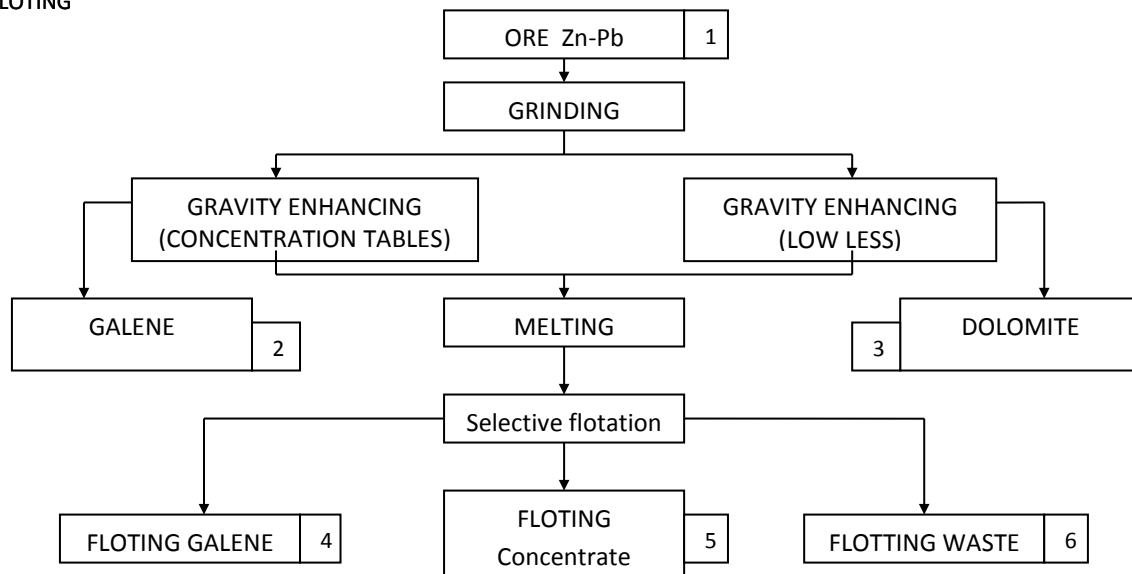 LOTING
ORE Zn-Pb 1
GRINDING
GRAVITY ENHANCING
(CONCENTRATION TABLES)
GRAVITY ENHANCING
(LOW LESS)
GALENE
2
MELTING
3
DOLOMITE
Selective flotation
FLOTING GALENE 4
FLOTING
Concentrate
5
FLOTTING WASTE 6